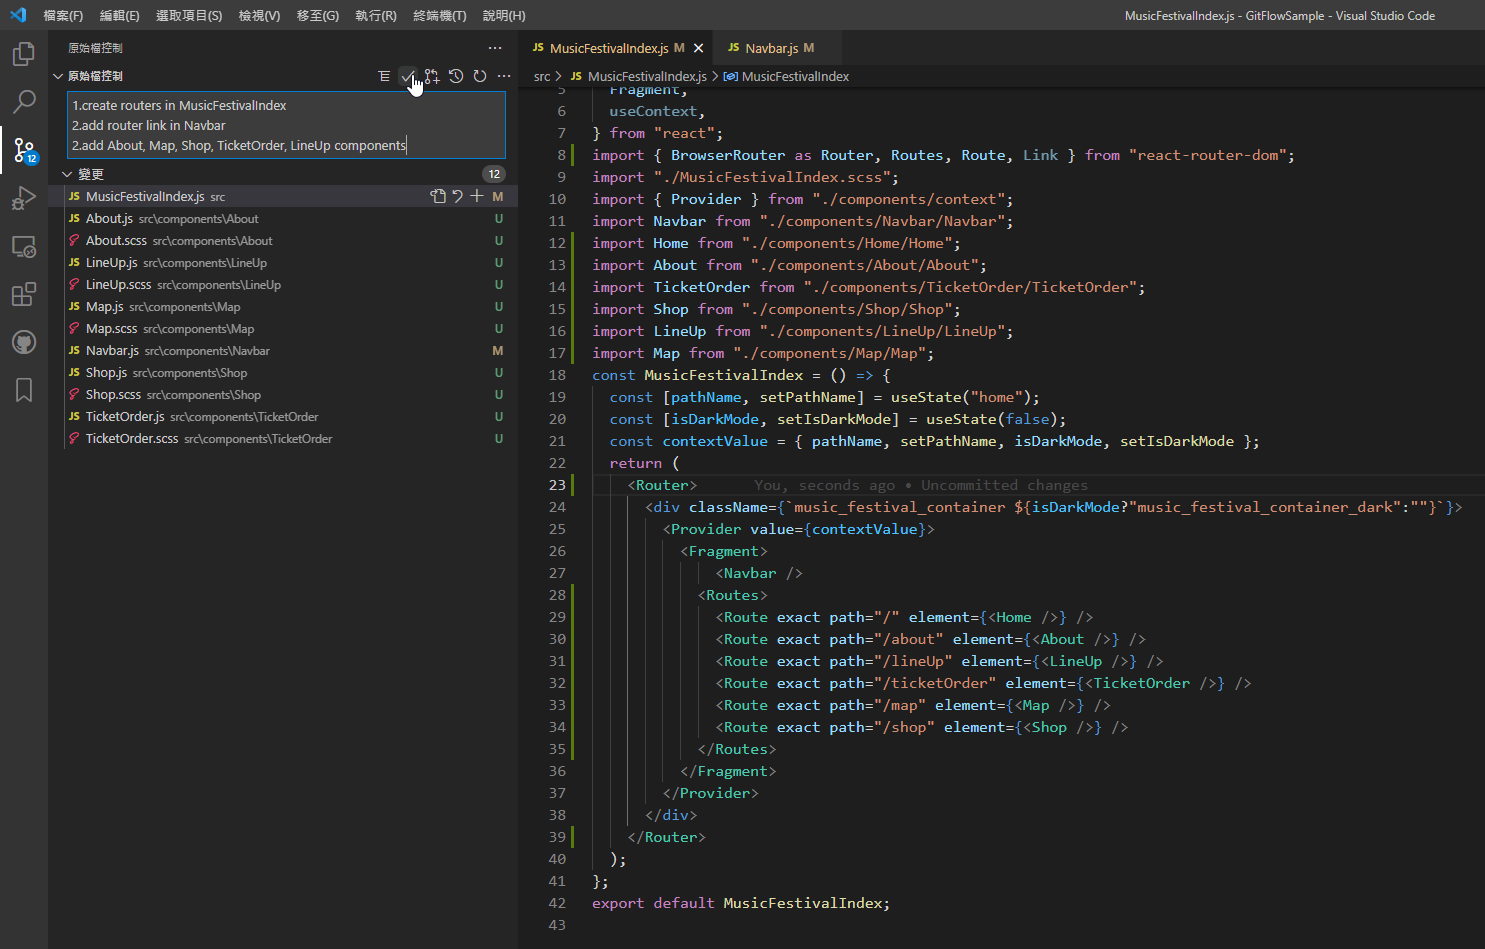 檔案(F) 編輯(E) 選取項目(S) 檢視(V) 移至(G) 執行(R) 終端機(T) 說明(H) MusicFestivalIndex.js - GitFlowSample - Visual Studio Code
原始檔控制 ···
原始檔控制 ···
1.create routers in MusicFestivalIndex
2.add router link in Navbar
2.add About, Map, Shop, TicketOrder, LineUp components
12
變更 12
JS MusicFestivalIndex.js src M
JS About.js src\components\About U
About.scss src\components\About U
JS LineUp.js src\components\LineUp U
LineUp.scss src\components\LineUp U
JS Map.js src\components\Map U
Map.scss src\components\Map U
JS Navbar.js src\components\Navbar M
JS Shop.js src\components\Shop U
Shop.scss src\components\Shop U
JS TicketOrder.js src\components\TicketOrder U
TicketOrder.scss src\components\TicketOrder U
JS MusicFestivalIndex.js M JS Navbar.js M
src > JS MusicFestivalIndex.js > MusicFestivalIndex
5 Fragment,
6 useContext,
7 } from "react";
8 import { BrowserRouter as Router, Routes, Route, Link } from "react-router-dom";
9 import "./MusicFestivalIndex.scss";
10 import { Provider } from "./components/context";
11 import Navbar from "./components/Navbar/Navbar";
12 import Home from "./components/Home/Home";
13 import About from "./components/About/About";
14 import TicketOrder from "./components/TicketOrder/TicketOrder";
15 import Shop from "./components/Shop/Shop";
16 import LineUp from "./components/LineUp/LineUp";
17 import Map from "./components/Map/Map";
18 const MusicFestivalIndex = () => {
19 const [pathName, setPathName] = useState("home");
20 const [isDarkMode, setIsDarkMode] = useState(false);
21 const contextValue = { pathName, setPathName, isDarkMode, setIsDarkMode };
22 return (
23 <Router> You, seconds ago • Uncommitted changes
24 <div className={`music_festival_container ${isDarkMode?"music_festival_container_dark":""}`}>
25 <Provider value={contextValue}>
26 <Fragment>
27 <Navbar />
28 <Routes>
29 <Route exact path="/" element={<Home />} />
30 <Route exact path="/about" element={<About />} />
31 <Route exact path="/lineUp" element={<LineUp />} />
32 <Route exact path="/ticketOrder" element={<TicketOrder />} />
33 <Route exact path="/map" element={<Map />} />
34 <Route exact path="/shop" element={<Shop />} />
35 </Routes>
36 </Fragment>
37 </Provider>
38 </div>
39 </Router>
40 );
41 };
42 export default MusicFestivalIndex;
43